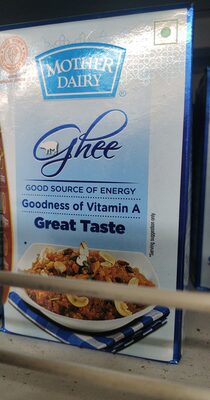 MOTHER
DAIRY
Ghee
GOOD SOURCE OF ENERGY
Goodness of Vitamin A
Great Taste